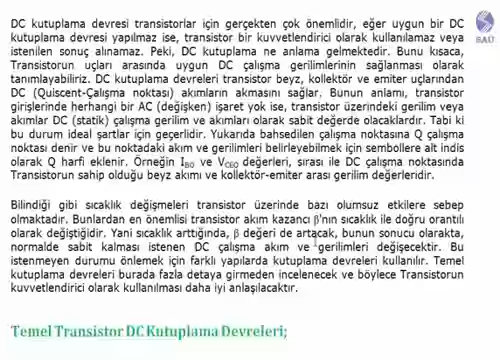 DC kutuplama devresi transistorlar için gerçekten çok önemlidir, eğer uygun bir DC
kutuplama devresi yapılmaz ise, transistor bir kuvvetlendirici olarak kullanılamaz veya
istenilen sonuç alınamaz. Peki, DC kutuplama ne anlama gelmektedir. Bunu kısaca,
Transistorun uçları arasında uygun DC çalışma gerilimlerinin sağlanması olarak
tanımlayabiliriz. DC kutuplama devreleri transistor beyz, kollektör ve emiter uçlarından
DC (Quiscent-Çalışma noktası) akımların akmasını sağlar. Bunun anlamı, transistor
girişlerinde herhangi bir AC (değişken) işaret yok ise, transistor üzerindeki gerilim veya
akımlar DC (statik) çalışma gerilim ve akımları olarak sabit değerde olacaklardır. Tabi ki
bu durum ideal şartlar için geçerlidir. Yukarıda bahsedilen çalışma noktasına Q çalışma
noktası denir ve bu noktadaki akım ve gerilimleri belirleyebilmek için sembollere alt indis
olarak Q harfi eklenir. Örneğin IBQ ve VCEQ değerleri, sırası ile DC çalışma noktasında
Transistorun sahip olduğu beyz akımı ve kollektör-emiter arası gerilim değerleridir.
Bilindiği gibi sıcaklık değişmeleri transistor üzerinde bazı olumsuz etkilere sebep
olmaktadır. Bunlardan en önemlisi transistor akım kazancı β'nın sıcaklık ile doğru orantılı
olarak değiştiğidir. Yani sıcaklık arttığında, β değeri de artacak, bunun sonucu olarakta,
normalde sabit kalması istenen DC çalışma akım ve gerilimleri değişecektir. Bu
istenmeyen durumu önlemek için farklı yapılarda kutuplama devreleri kullanılır. Temel
kutuplama devreleri burada fazla detaya girmeden incelenecek ve böylece Transistorun
kuvvetlendirici olarak kullanılması daha iyi anlaşılacaktır.
Temel Transistor DC Kutuplama Devreleri;
SAÜ